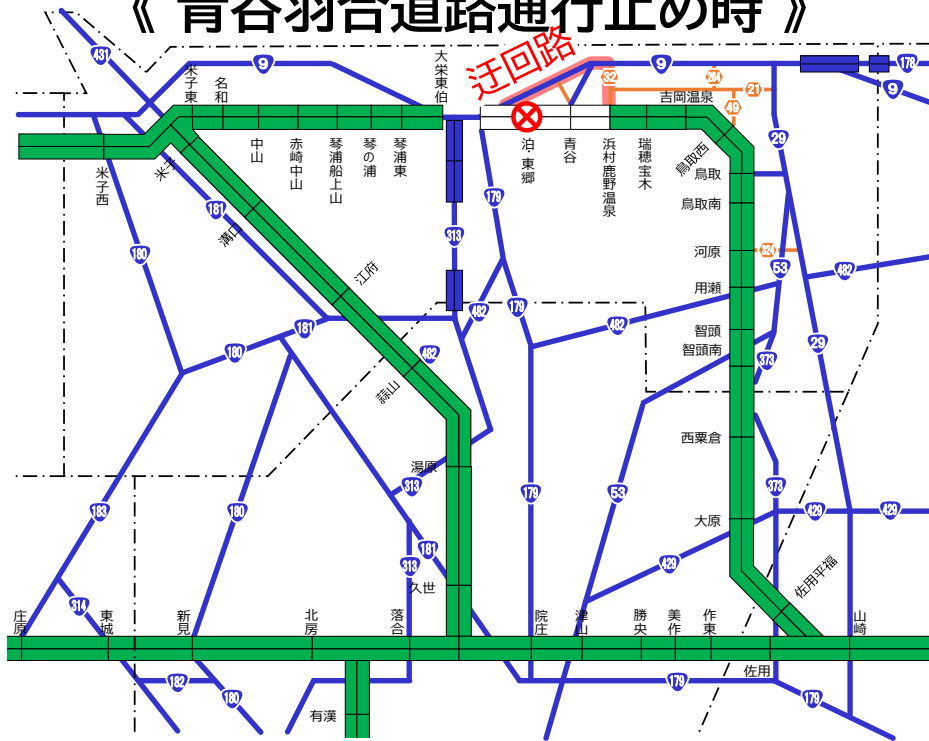 《 青谷羽合道路通行止め時 》
431
9
迂回路
9
178
9
32
264
21
49
29
米子東
名和
大栄東伯
吉岡温泉
中山
赤崎中山
琴浦船上山
琴の浦
琴浦東
泊・東郷
青谷
浜村鹿野温泉
瑞穂宝木
鳥取西
米子西
米子
鳥取
181
179
鳥取南
溝口
313
180
河原
324
53
482
江府
用瀬
482
179
181
482
智頭
29
180
482
智頭南
373
蒜山
西粟倉
湯原
313
373
179
53
183
180
大原
429
429
181
313
429
佐用平福
久世
314
庄原
東城
新見
北房
落合
院庄
津山
勝央
美作
作東
山崎
佐用
182
180
179
179
有漢